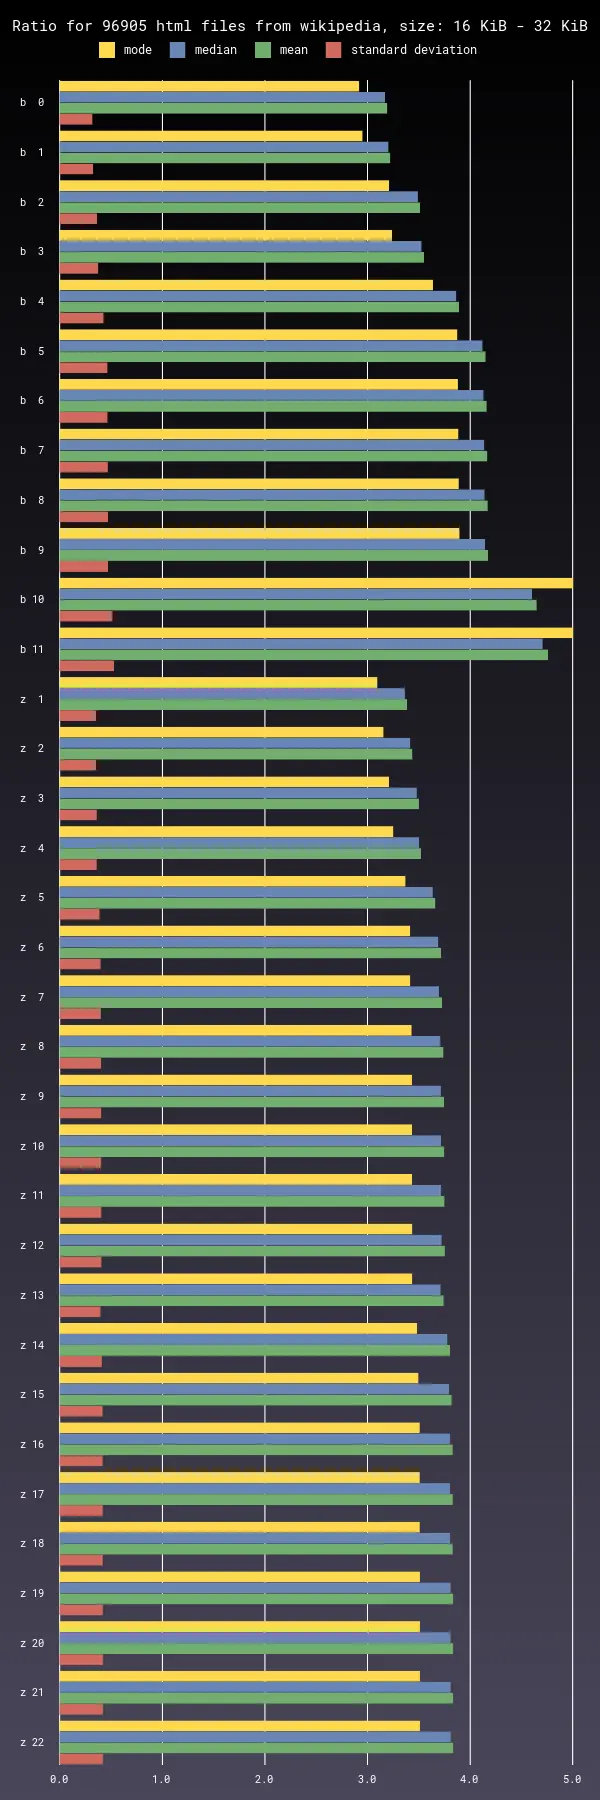 Ratio for 96905 html files from wikipedia, size: 16 KiB - 32 KiB
mode median mean standard deviation
b 0
b 1
b 2
b 3
b 4
b 5
b 6
b 7
b 8
b 9
b 10
b 11
z 1
z 2
z 3
z 4
z 5
z 6
z 7
z 8
z 9
z 10
z 11
z 12
z 13
z 14
z 15
z 16
z 17
z 18
z 19
z 20
z 21
z 22
0.0 1.0 2.0 3.0 4.0 5.0